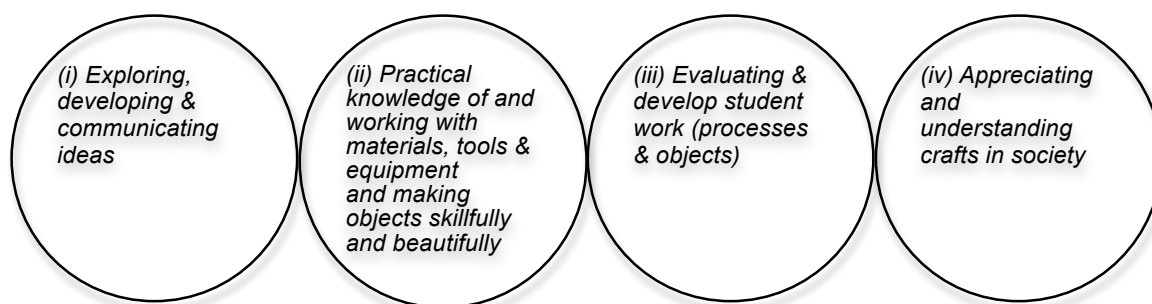 (i) Exploring,
developing &
communicating
ideas
(ii) Practical
knowledge of and
working with
materials, tools &
equipment
and making
objects skillfully
and beautifully
(iii) Evaluating &
develop student
work (processes
& objects)
(iv) Appreciating
and
understanding
crafts in society